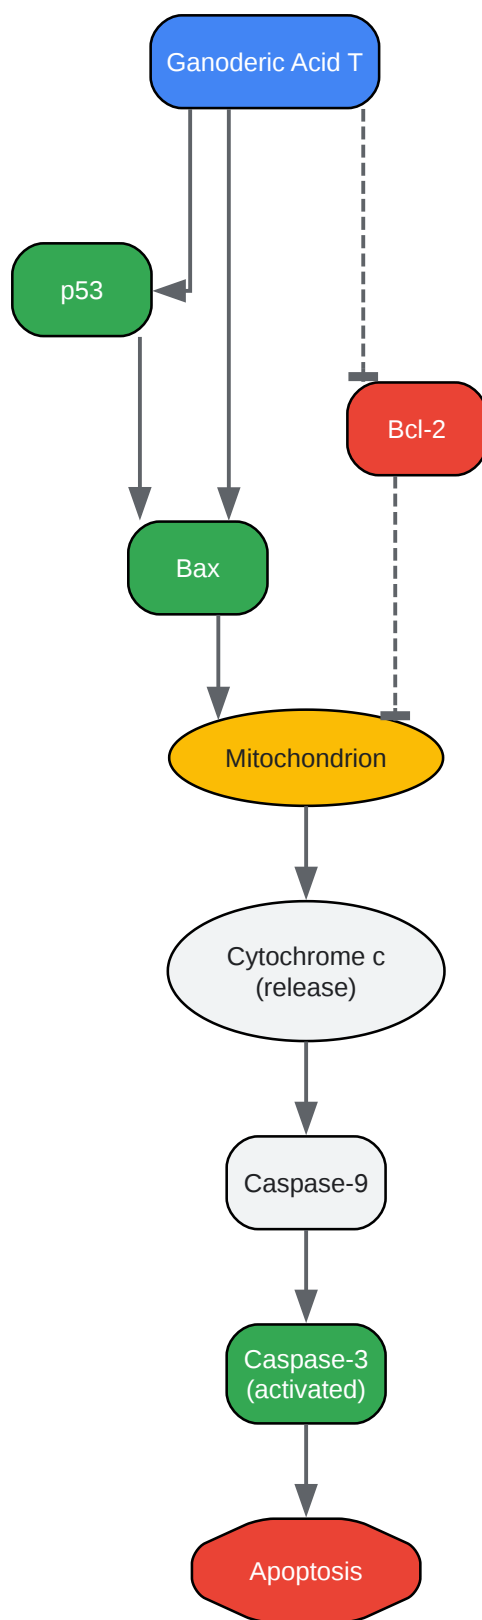 Ganoderic Acid T
p53
Bcl-2
Bax
Mitochondrion
Cytochrome c
(release)
Caspase-9
Caspase-3
(activated)
Apoptosis